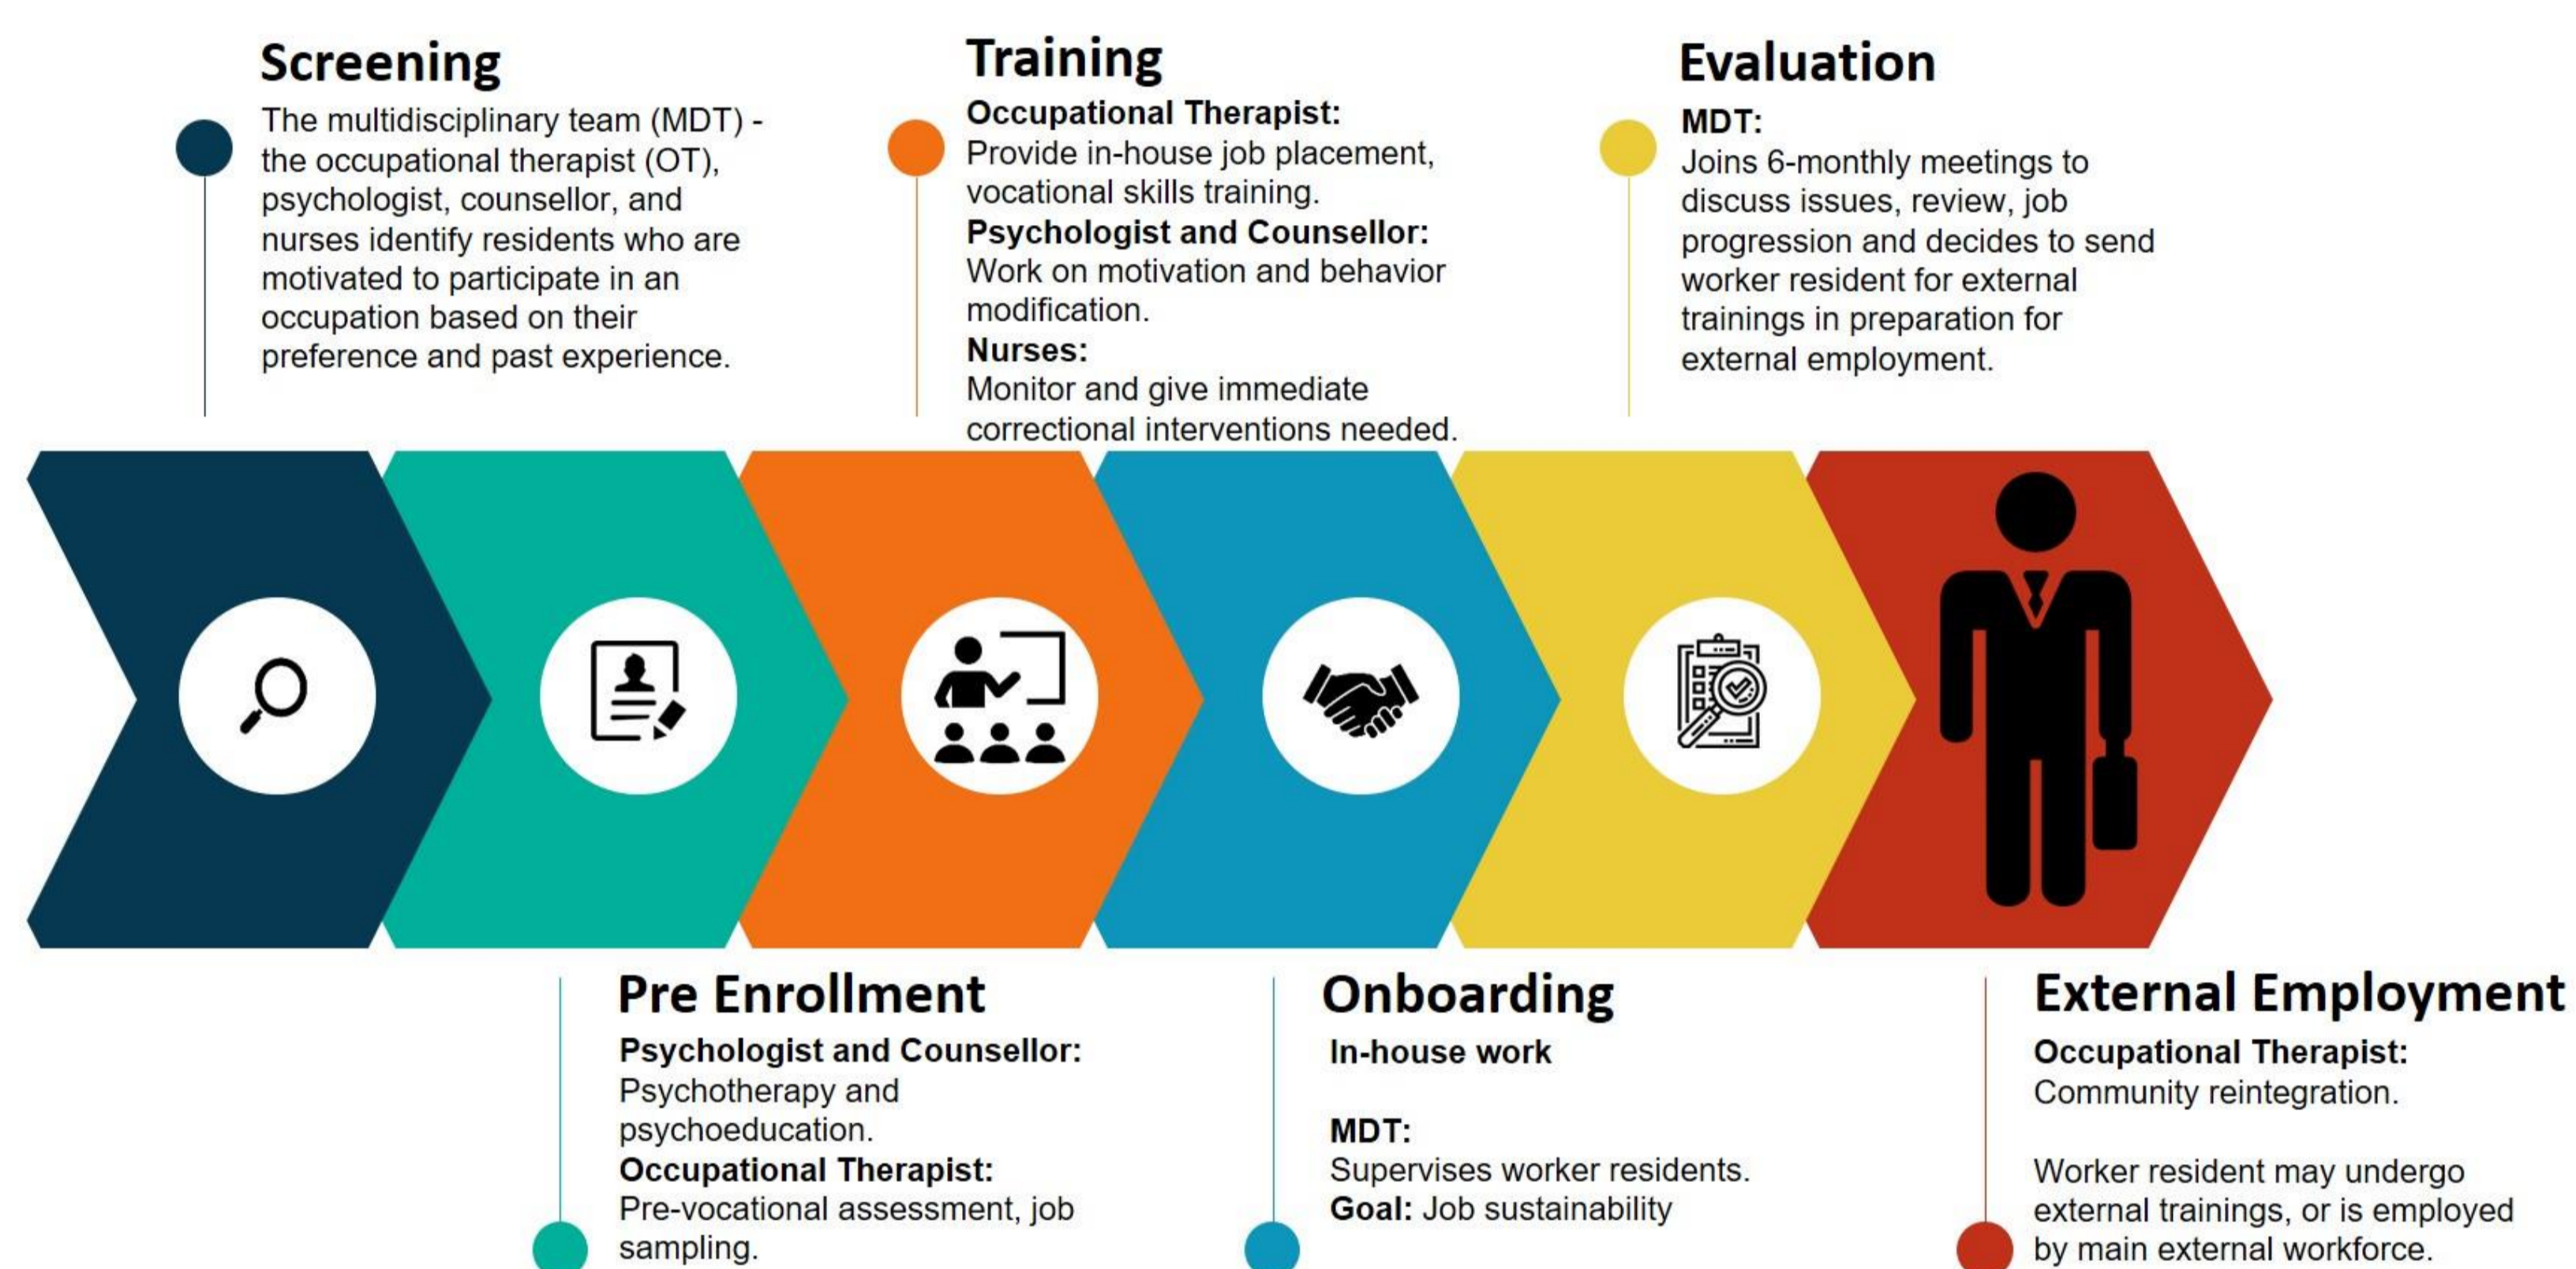 Screening
The multidisciplinary team (MDT) -
the occupational therapist (OT),
psychologist, counsellor, and
nurses identify residents who are
motivated to participate in an
occupation based on their
preference and past experience.
Training
Occupational Therapist:
Provide in-house job placement,
vocational skills training.
Psychologist and Counsellor:
Work on motivation and behavior
modification.
Nurses:
Monitor and give immediate
correctional interventions needed.
Evaluation
MDT:
Joins 6-monthly meetings to
discuss issues, review, job
progression and decides to send
worker resident for external
trainings in preparation for
external employment.
Pre Enrollment
Psychologist and Counsellor:
Psychotherapy and
psychoeducation.
Occupational Therapist:
Pre-vocational assessment, job
sampling.
Onboarding
In-house work
MDT:
Supervises worker residents.
Goal: Job sustainability
External Employment
Occupational Therapist:
Community reintegration.
Worker resident may undergo
external trainings, or is employed
by main external workforce.